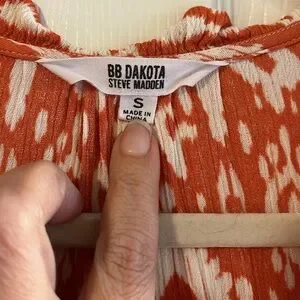 BB DAKOTA
STEVE MADDEN
S
MADE IN
CHINA